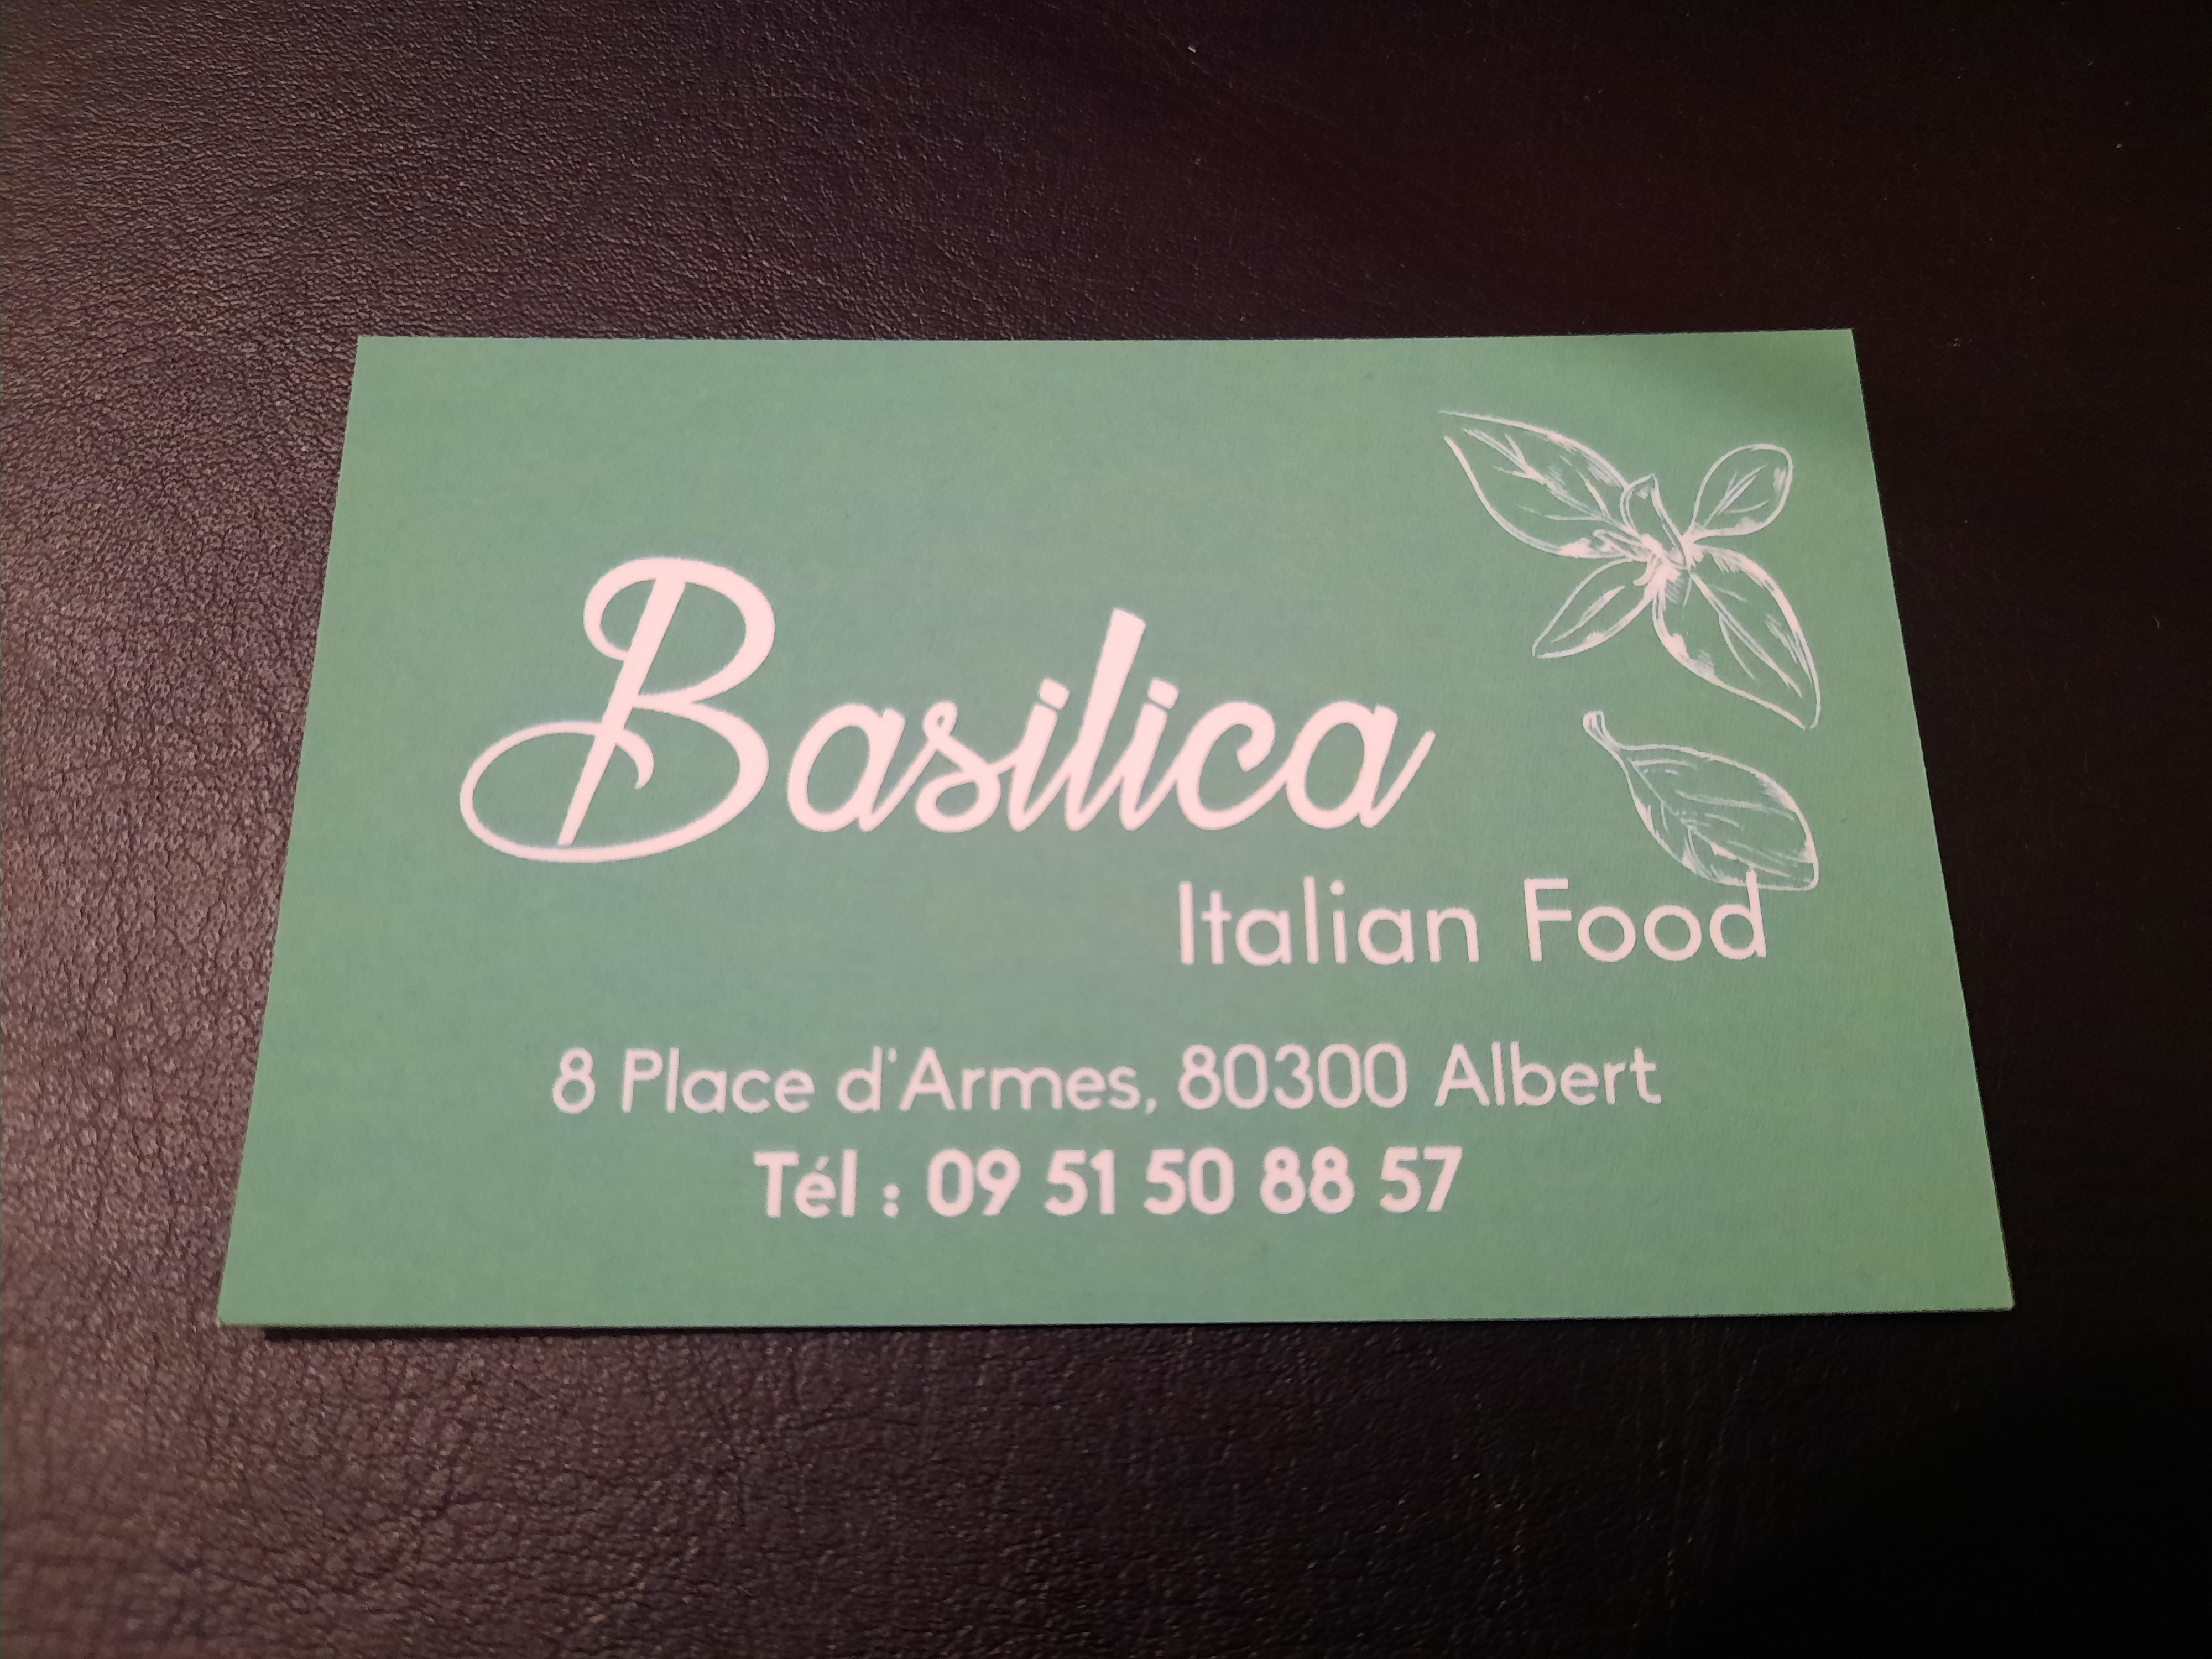 Basilica
Italian Food
8 Place d'Armes, 80300 Albert
Tél : 09 51 50 88 57